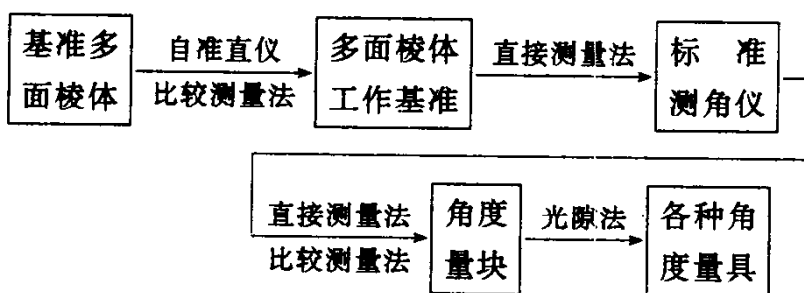 基准多
面棱体
自准直仪
比较测量法
多面棱体
工作基准
直接测量法
标 准
测角仪
直接测量法
比较测量法
角度
量块
光隙法
各种角
度量具